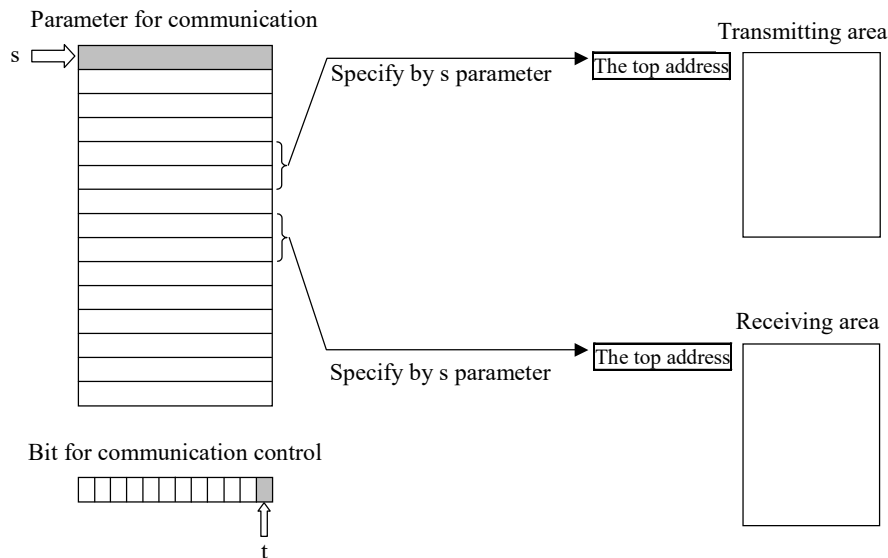 Parameter for communication
s
Transmitting area
The top address
Specify by s parameter
Receiving area
The top address
Specify by s parameter
Bit for communication control
t